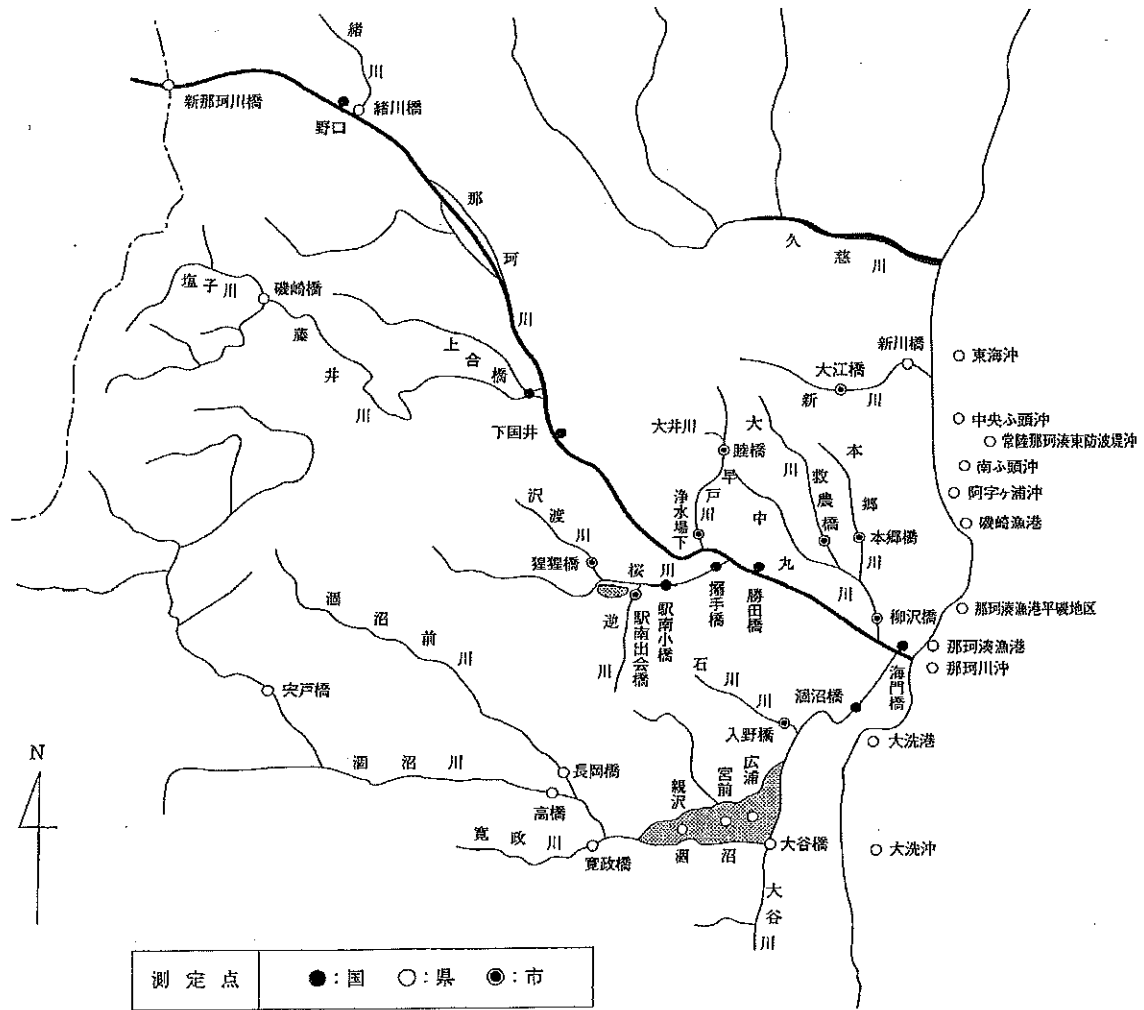 緒川
新那珂川橋
緒川橋
野口
那珂川
久慈川
塩子川
磯崎橋
藤井川
上合橋
下国井
新川橋
大江橋
新川
東海沖
中央ふ頭沖
常陸那珂湊東防波堤沖
南ふ頭沖
阿字ヶ浦沖
磯崎漁港
大井川
睦橋
早戸川
浄水場下
大川
救農橋
本郷川
本郷橋
中丸川
柳沢橋
沢渡川
猩猩橋
桜川
駅南小橋
搦手橋
勝田橋
逆川
駅南出会橋
那珂湊漁港平磯地区
那珂湊漁港
那珂川沖
海門橋
涸沼前川
宍戸橋
石川川
入野橋
涸沼橋
大洗港
涸沼川
長岡橋
高橋
寛政川
寛政橋
親沢
宮前
広浦
涸沼
大谷橋
大谷川
大洗沖
N
測定点 ●:国 ○:県 ◉:市